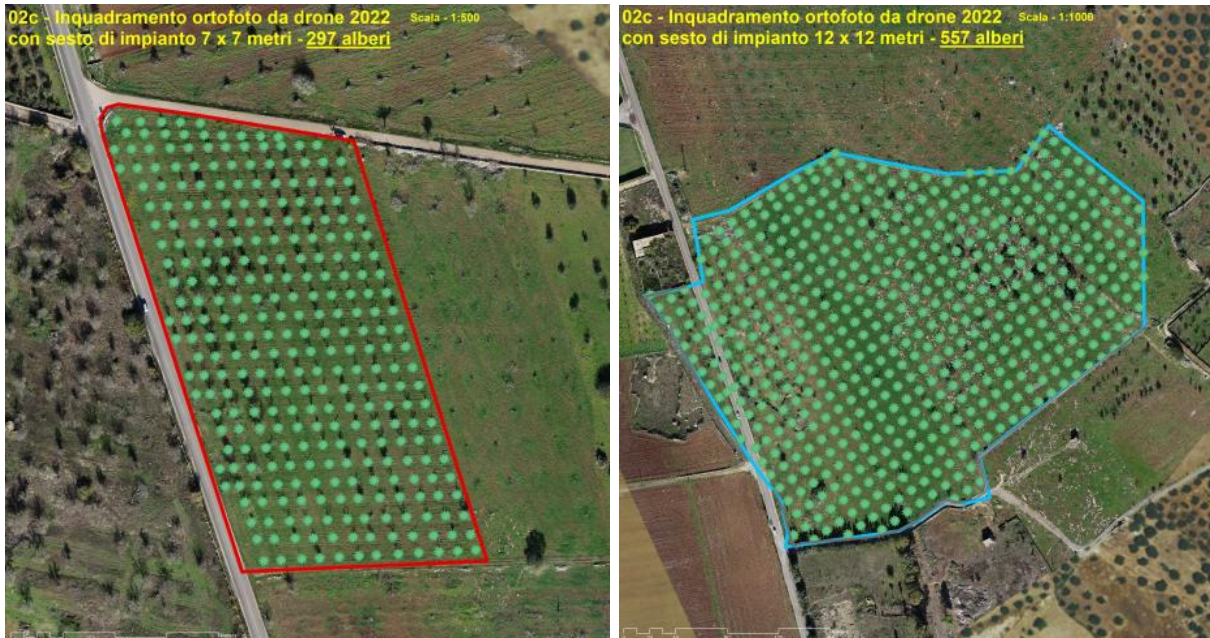 02c - Inquadramento ortofoto da drone 2022 Scala - 1:500
con sesto di impianto 7 x 7 metri - 297 alberi
02c - Inquadramento ortofoto da drone 2022 Scala - 1:1000
con sesto di impianto 12 x 12 metri - 557 alberi